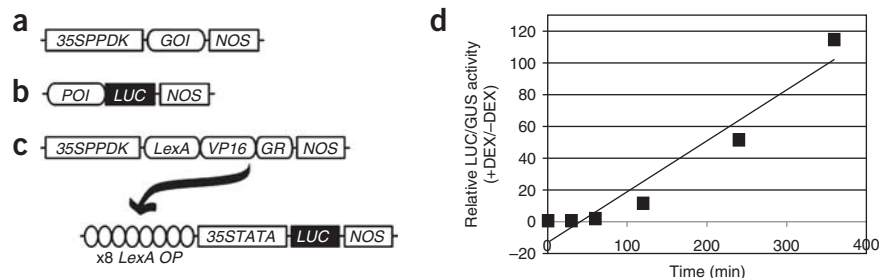 a
35SPPDK GOI NOS
b
POI LUC NOS
c
35SPPDK LexA VP16 GR NOS
35STATA LUC NOS
x8 LexA OP
d
Relative LUC/GUS activity
(+DEX/−DEX)
120
100
80
60
40
20
0
−20
0 100 200 300 400
Time (min)